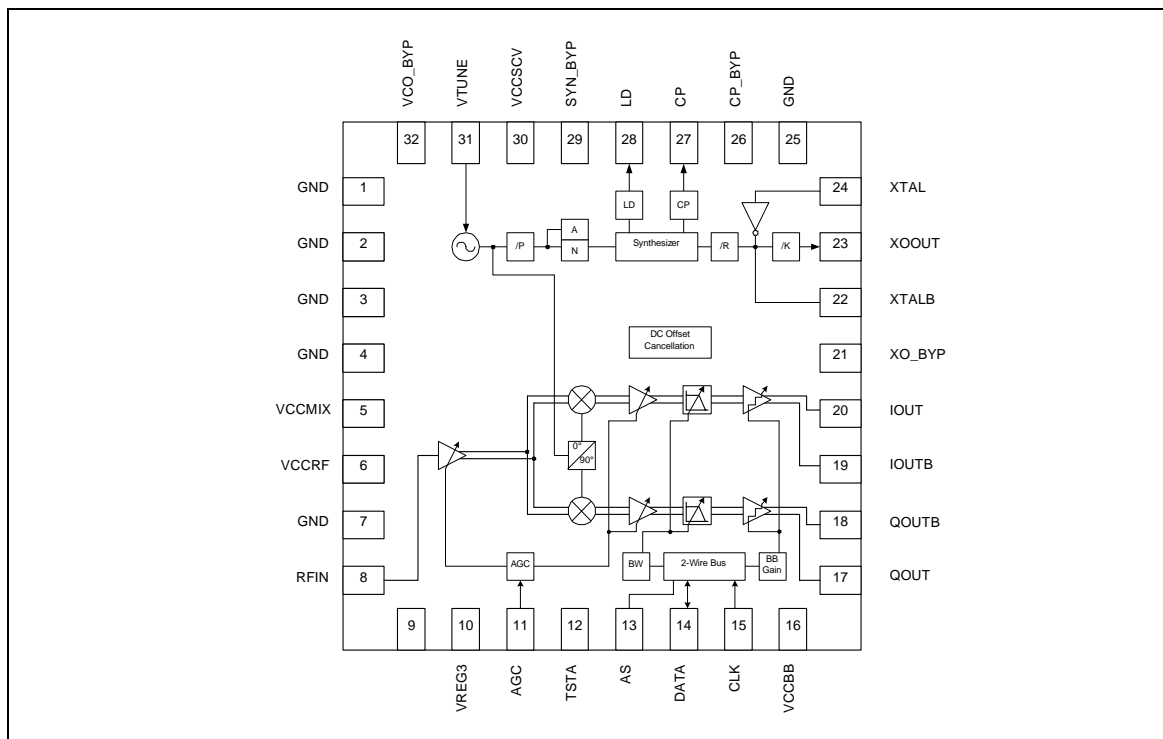 VCO_BYP
VTUNE
VCCSCV
SYN_BYP
LD
CP
CP_BYP
GND
32
31
30
29
28
27
26
25
GND
1
GND
2
GND
3
GND
4
VCCMIX
5
VCCRF
6
GND
7
RFIN
8
24
XTAL
23
XOOUT
22
XTALB
21
XO_BYP
20
IOUT
19
IOUTB
18
QOUTB
17
QOUT
LD
CP
/P
A
N
Synthesizer
/R
/K
DC Offset
Cancellation
0°
90°
AGC
BW
2-Wire Bus
BB
Gain
9
10
11
12
13
14
15
16
VREG3
AGC
TSTA
AS
DATA
CLK
VCCBB